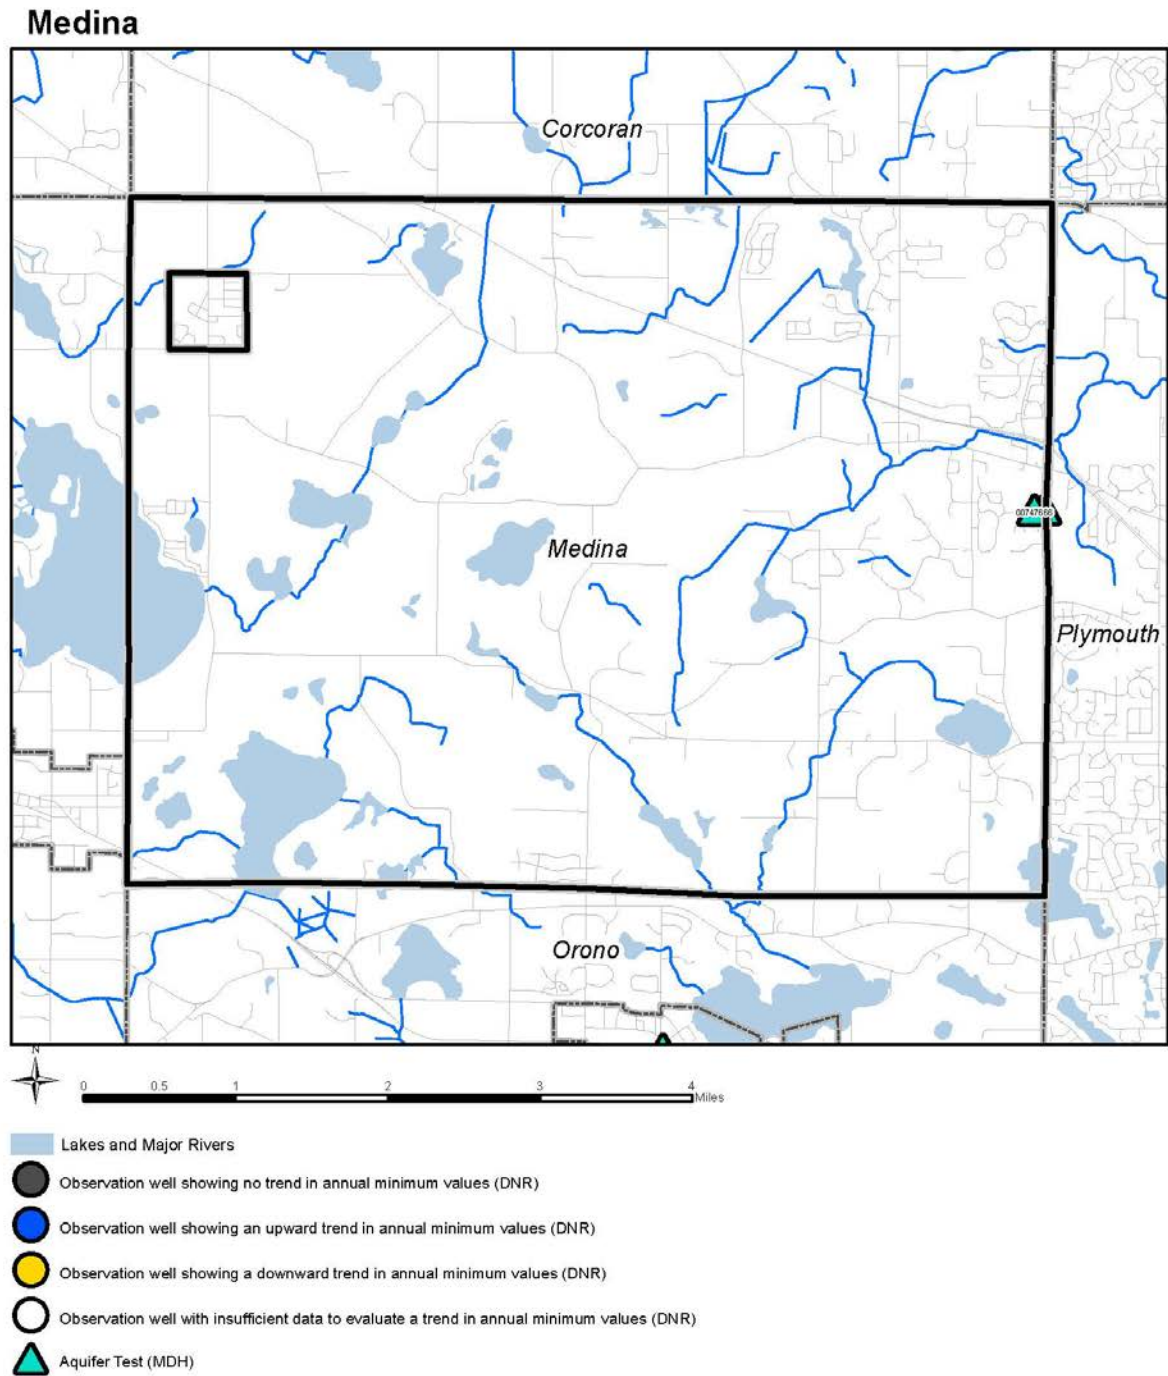 Medina
Corcoran
00747666
Medina
Plymouth
Orono
N
0 0.5 1 2 3 4
Miles
Lakes and Major Rivers
Observation well showing no trend in annual minimum values (DNR)
Observation well showing an upward trend in annual minimum values (DNR)
Observation well showing a downward trend in annual minimum values (DNR)
Observation well with insufficient data to evaluate a trend in annual minimum values (DNR)
Aquifer Test (MDH)